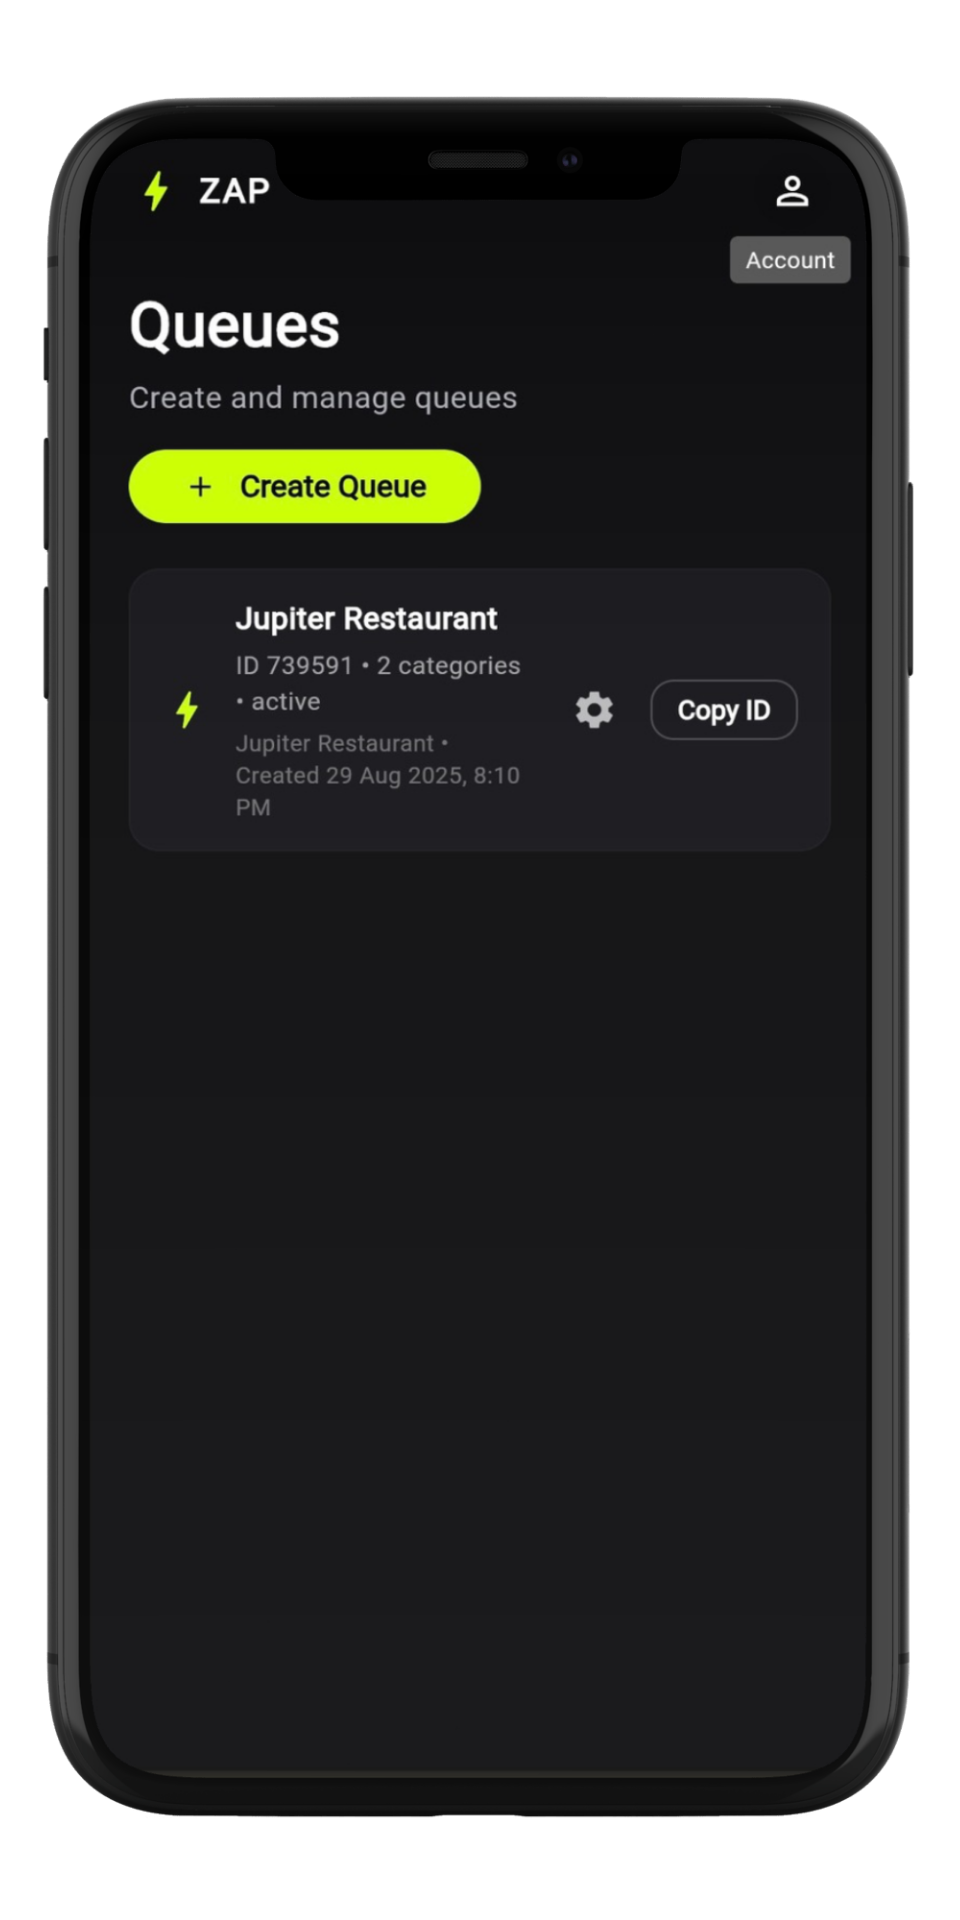 ZAP
Account
Queues
Create and manage queues
+ Create Queue
Jupiter Restaurant
ID 739591 • 2 categories
• active
Jupiter Restaurant •
Created 29 Aug 2025, 8:10
PM
Copy ID